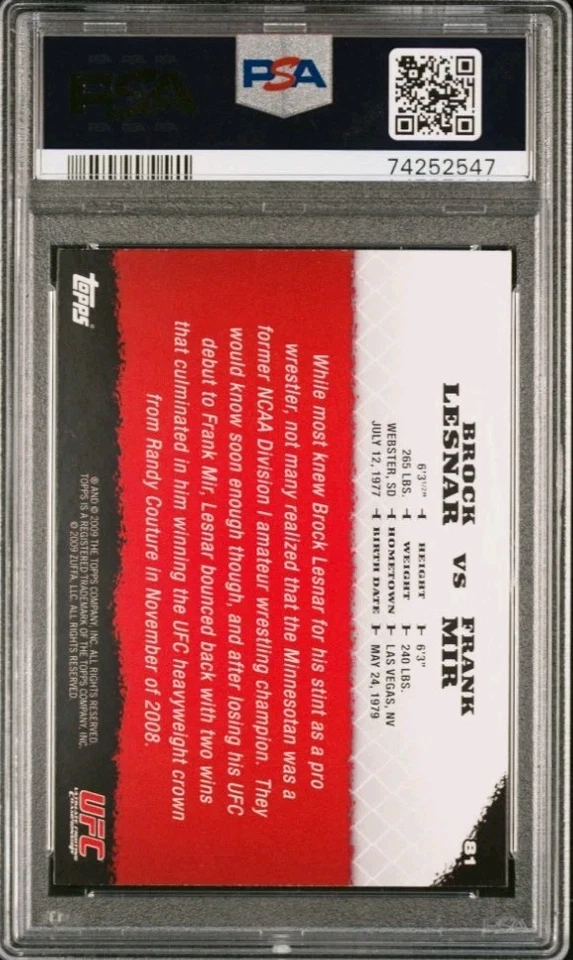 PSA
PSA
74252547
81
BROCK LESNAR VS FRANK MIR
6'3 1/2" HEIGHT 6'3"
265 LBS. WEIGHT 240 LBS.
WEBSTER, SD HOMETOWN LAS VEGAS, NV
JULY 12, 1977 BIRTH DATE MAY 24, 1979
While most knew Brock Lesnar for his stint as a pro
wrestler, not many realized that the Minnesotan was a
former NCAA Division I amateur wrestling champion. They
would know soon enough though, and after losing his UFC
debut to Frank Mir, Lesnar bounced back with two wins
that culminated in him winning the UFC heavyweight crown
from Randy Couture in November of 2008.
topps®
® AND © 2009 THE TOPPS COMPANY, INC. ALL RIGHTS RESERVED.
TOPPS IS A REGISTERED TRADEMARK OF THE TOPPS COMPANY, INC.
© 2009 ZUFFA, LLC. ALL RIGHTS RESERVED.
UFC
ULTIMATE FIGHTING
CHAMPIONSHIP